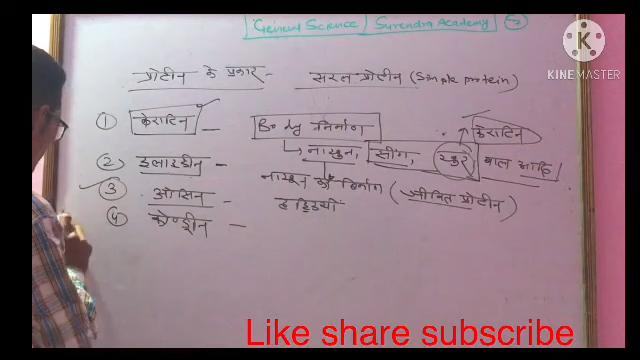 General Science | Surendra Academy 7
KINEMASTER
प्रोटीन के प्रकार - सरल प्रोटीन (Simple protein)
① केराटिन - Body निर्माण केराटिन
→ नाखून, सींग, खुर बाल आदि
② इलास्टीन -
नाखून का निर्माण (जीवित प्रोटीन)
③ ओसिन - हड्डियों
④ कोण्ड्रीन -
Like share subscribe